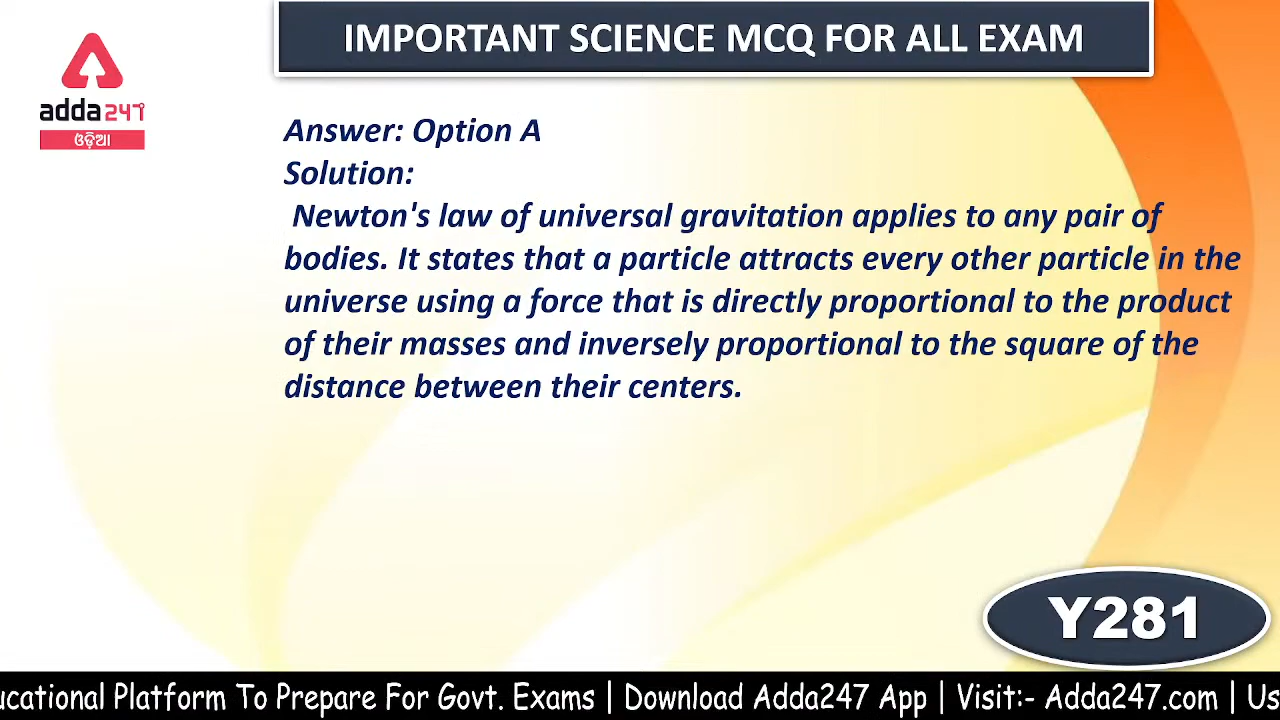 IMPORTANT SCIENCE MCQ FOR ALL EXAM
adda247
ଓଡ଼ିଆ
Answer: Option A
Solution:
Newton's law of universal gravitation applies to any pair of
bodies. It states that a particle attracts every other particle in the
universe using a force that is directly proportional to the product
of their masses and inversely proportional to the square of the
distance between their centers.
Y281
ucational Platform To Prepare For Govt. Exams | Download Adda247 App | Visit:- Adda247.com | Us